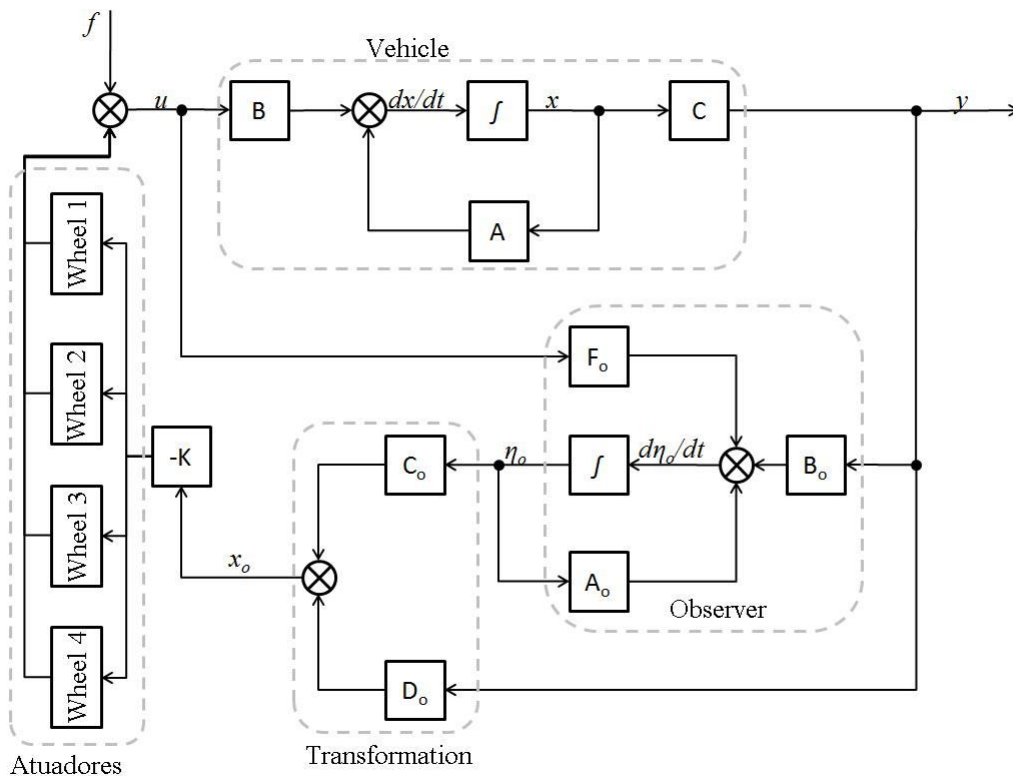 f
Vehicle
u
B
dx/dt
∫
x
C
y
A
Wheel 1
Wheel 2
Wheel 3
Wheel 4
Atuadores
-K
Fₒ
ηₒ
∫
dηₒ/dt
Bₒ
Aₒ
Observer
Cₒ
xₒ
Dₒ
Transformation